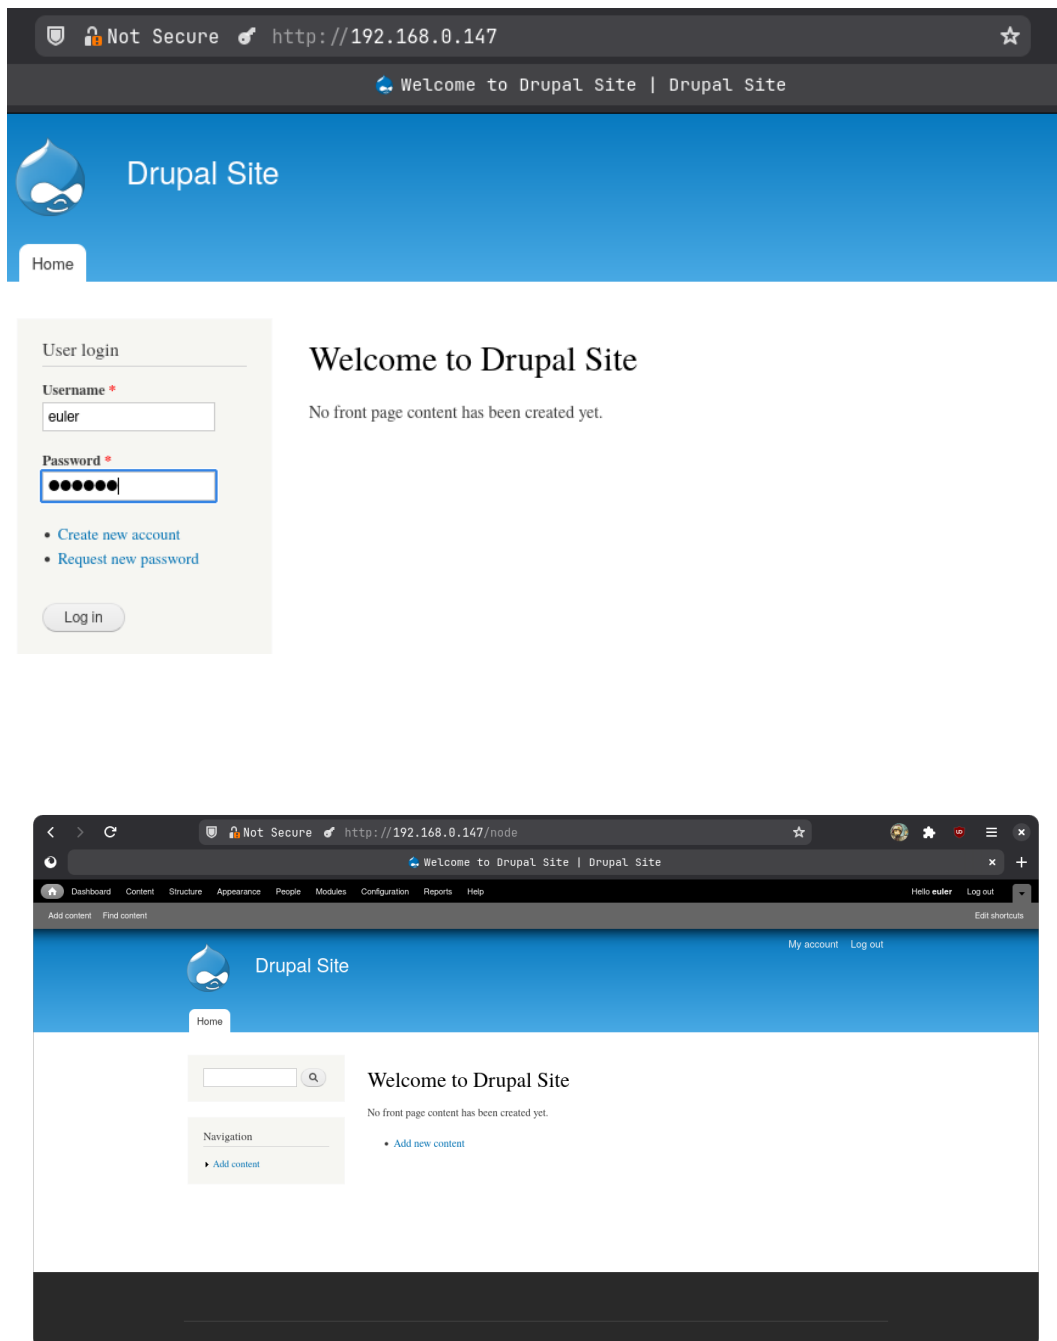 Not Secure http://192.168.0.147
Welcome to Drupal Site | Drupal Site
Drupal Site
Home
User login
Username *
euler
Password *
Create new account
Request new password
Log in
Welcome to Drupal Site
No front page content has been created yet.
Not Secure http://192.168.0.147/node
Welcome to Drupal Site | Drupal Site
Dashboard Content Structure Appearance People Modules Configuration Reports Help Hello euler Log out
Add content Find content Edit shortcuts
My account Log out
Drupal Site
Home
Navigation
Add content
Welcome to Drupal Site
No front page content has been created yet.
Add new content